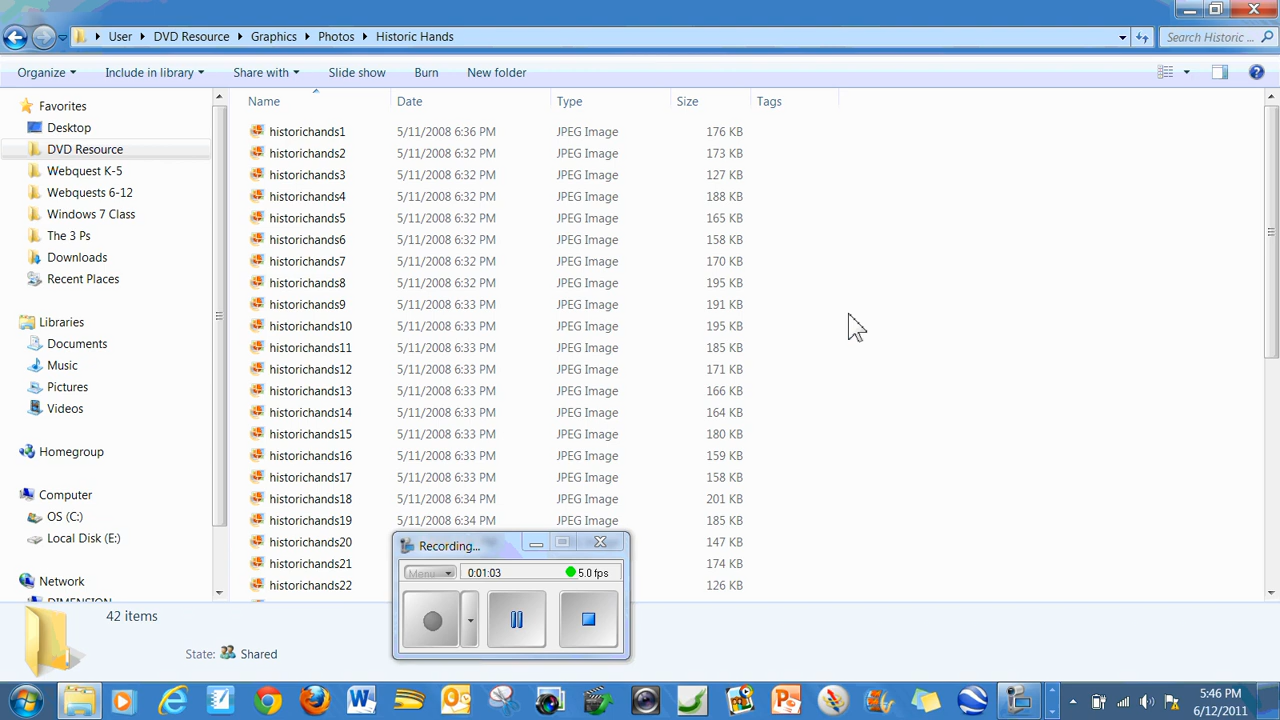 User DVD Resource Graphics Photos Historic Hands
Search Historic ...
Organize Include in library Share with Slide show Burn New folder
Name Date Type Size Tags
Favorites
Desktop
DVD Resource
Webquest K-5
Webquests 6-12
Windows 7 Class
The 3 Ps
Downloads
Recent Places
Libraries
Documents
Music
Pictures
Videos
Homegroup
Computer
OS (C:)
Local Disk (E:)
Network
DIMENSION
historichands1 5/11/2008 6:36 PM JPEG Image 176 KB
historichands2 5/11/2008 6:32 PM JPEG Image 173 KB
historichands3 5/11/2008 6:32 PM JPEG Image 127 KB
historichands4 5/11/2008 6:32 PM JPEG Image 188 KB
historichands5 5/11/2008 6:32 PM JPEG Image 165 KB
historichands6 5/11/2008 6:32 PM JPEG Image 158 KB
historichands7 5/11/2008 6:32 PM JPEG Image 170 KB
historichands8 5/11/2008 6:32 PM JPEG Image 195 KB
historichands9 5/11/2008 6:33 PM JPEG Image 191 KB
historichands10 5/11/2008 6:33 PM JPEG Image 195 KB
historichands11 5/11/2008 6:33 PM JPEG Image 185 KB
historichands12 5/11/2008 6:33 PM JPEG Image 171 KB
historichands13 5/11/2008 6:33 PM JPEG Image 166 KB
historichands14 5/11/2008 6:33 PM JPEG Image 164 KB
historichands15 5/11/2008 6:33 PM JPEG Image 180 KB
historichands16 5/11/2008 6:33 PM JPEG Image 159 KB
historichands17 5/11/2008 6:33 PM JPEG Image 158 KB
historichands18 5/11/2008 6:34 PM JPEG Image 201 KB
historichands19 5/11/2008 6:34 PM JPEG Image 185 KB
historichands20 147 KB
historichands21 174 KB
historichands22 126 KB
Recording...
Menu 0:01:03 5.0 fps
42 items
State: Shared
5:46 PM
6/12/2011